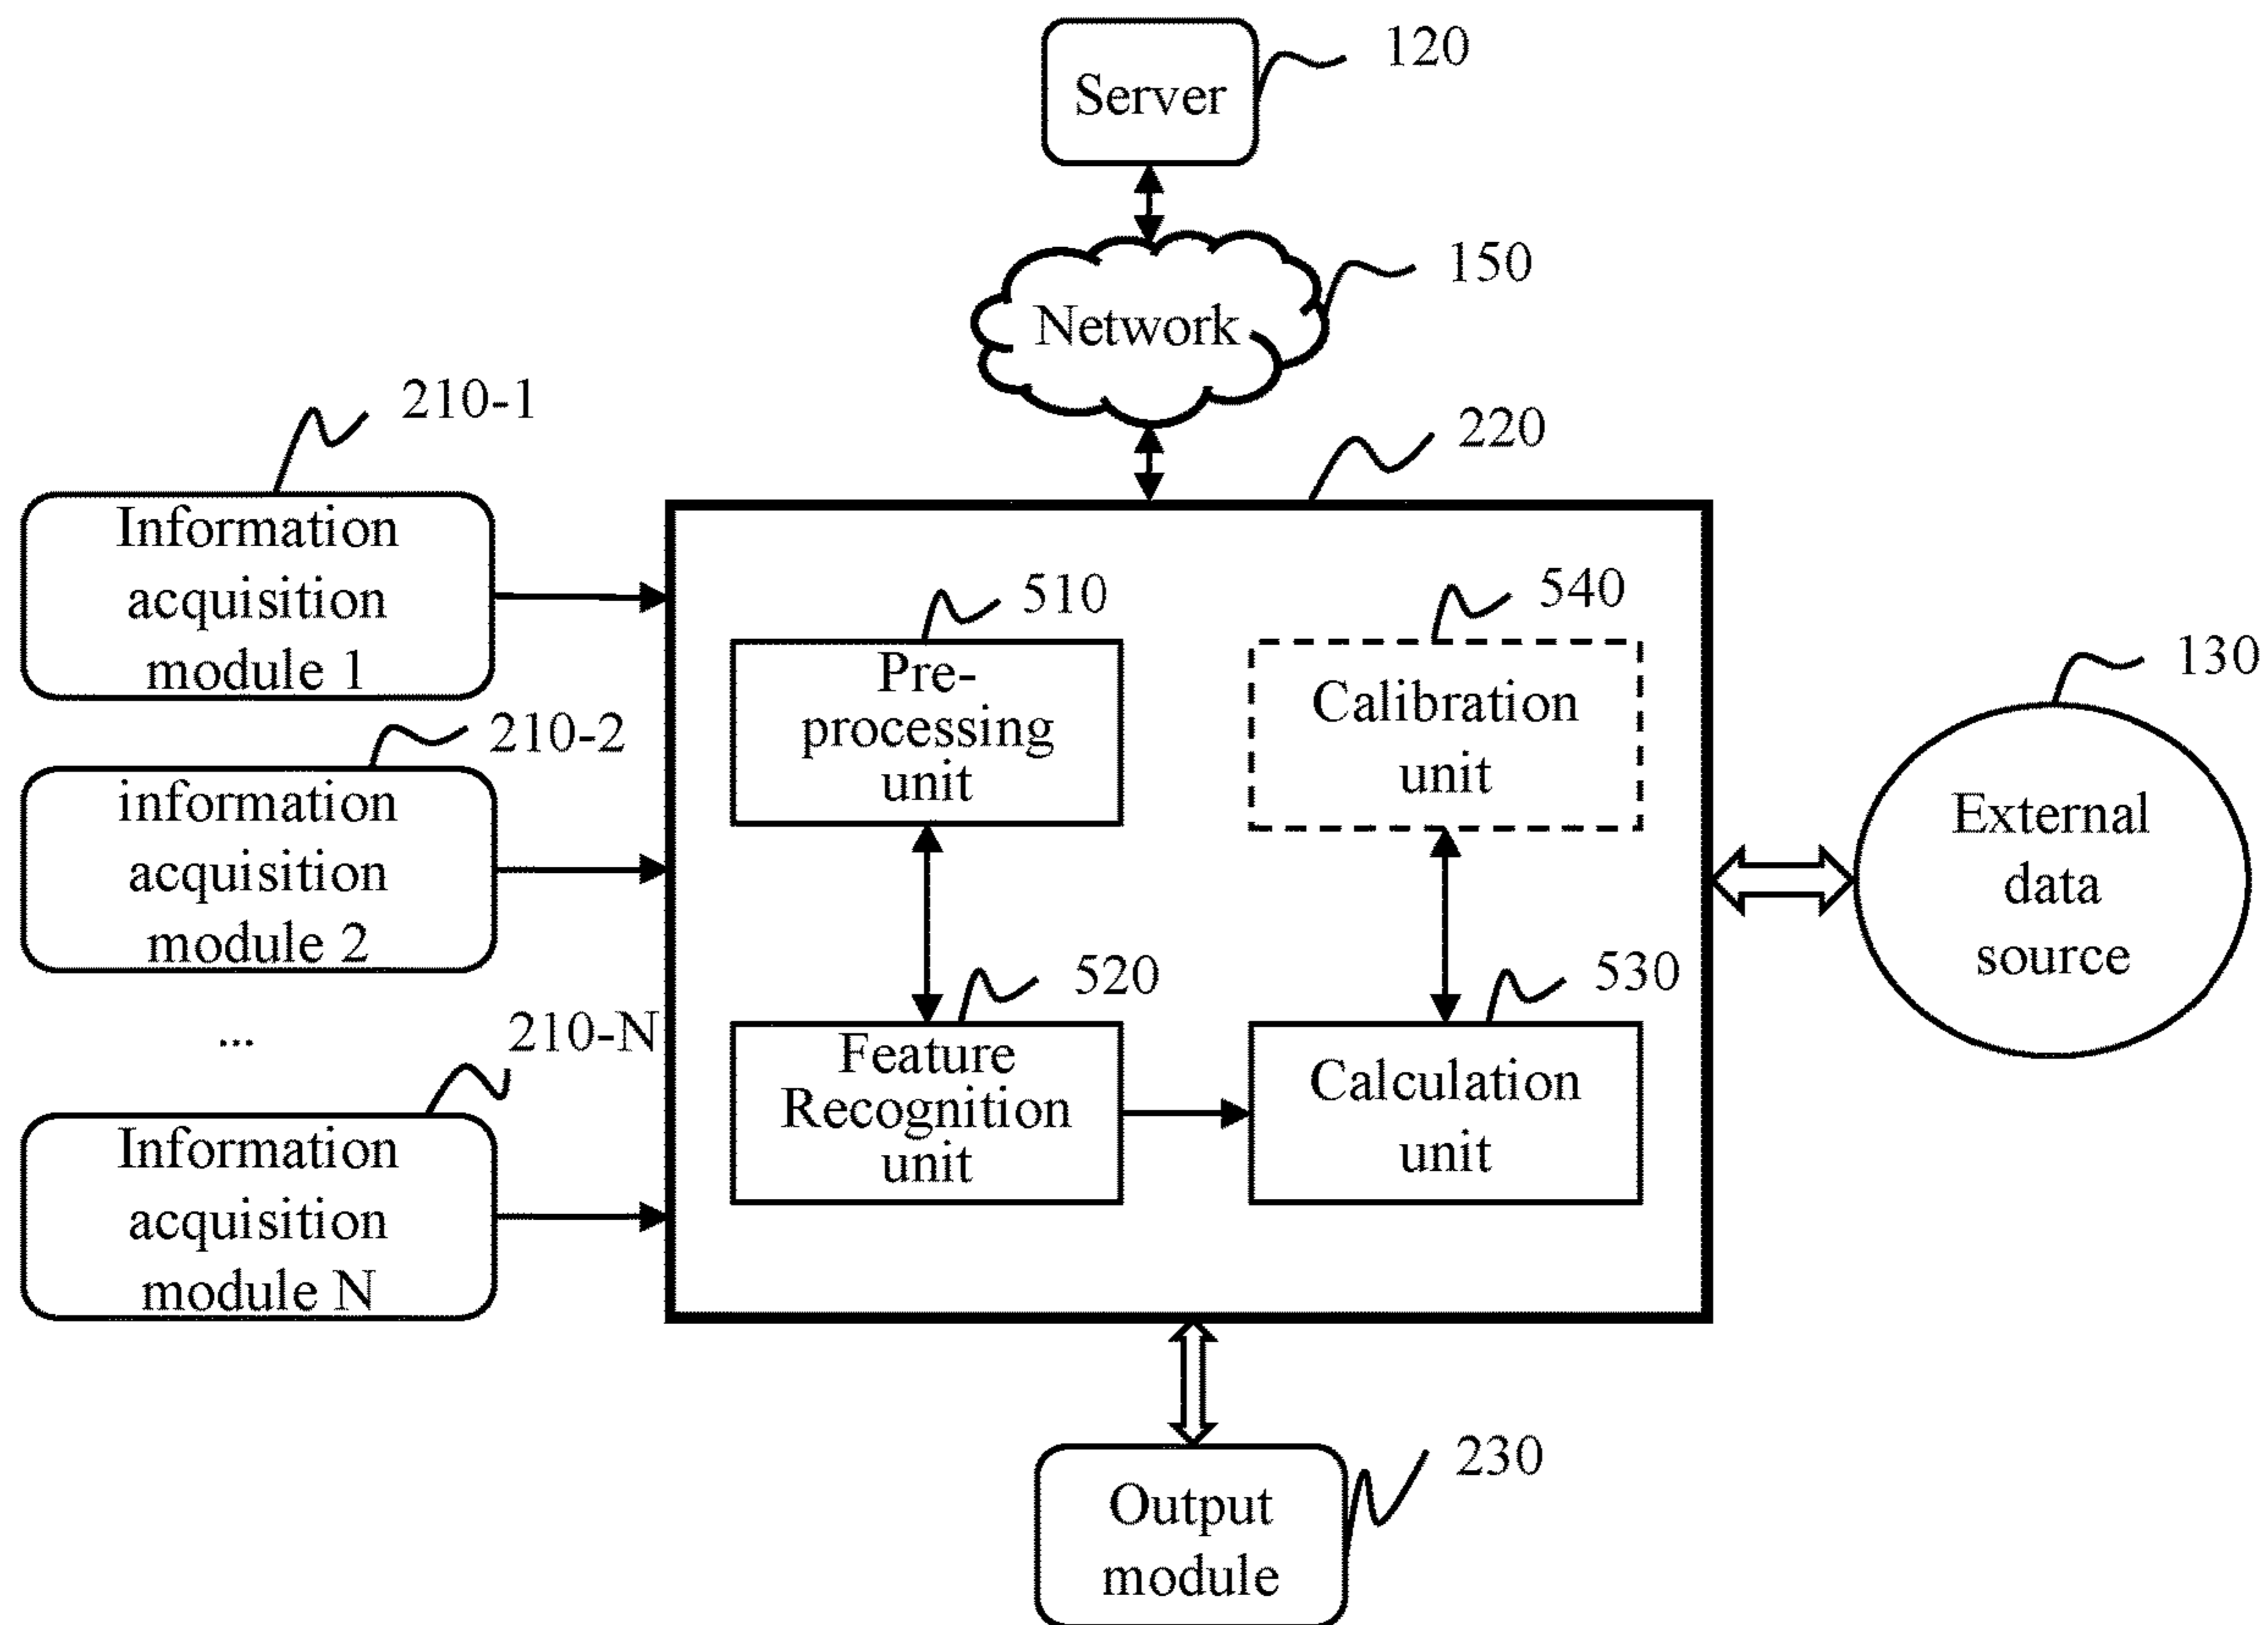 Server
120
Network
150
220
210-1
Information
acquisition
module 1
210-2
information
acquisition
module 2
...
210-N
Information
acquisition
module N
510
Pre-
processing
unit
540
Calibration
unit
520
Feature
Recognition
unit
530
Calculation
unit
130
External
data
source
230
Output
module